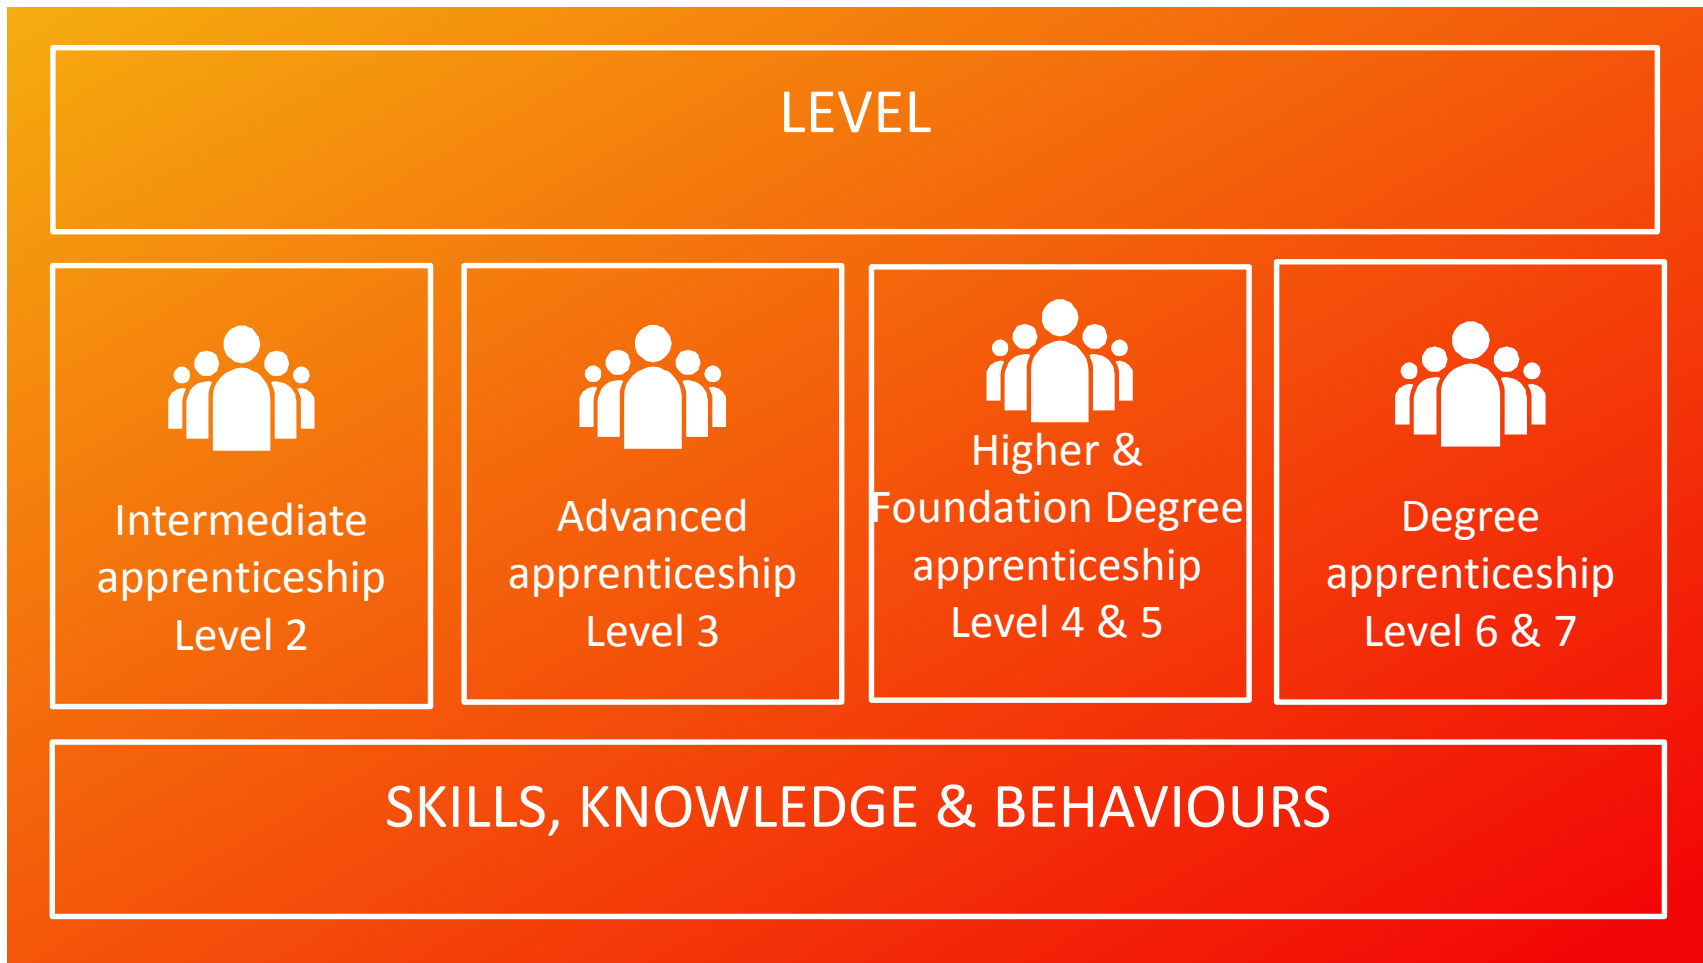 LEVEL
Intermediate
apprenticeship
Level 2
Advanced
apprenticeship
Level 3
Higher &
Foundation Degree
apprenticeship
Level 4 & 5
Degree
apprenticeship
Level 6 & 7
SKILLS, KNOWLEDGE & BEHAVIOURS